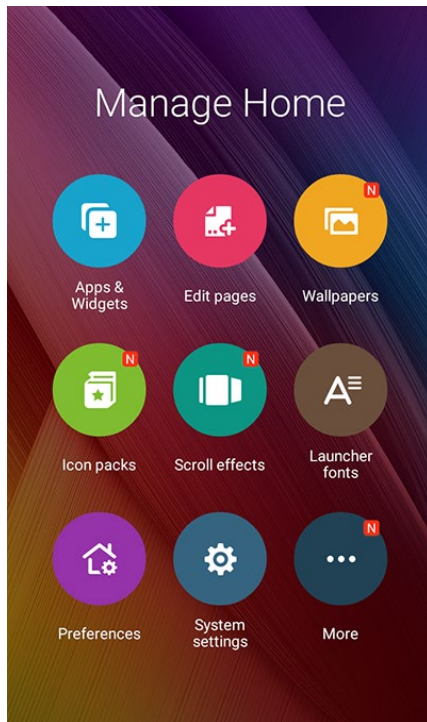 Manage Home
N
Apps &
Widgets
Edit pages
Wallpapers
N
N
Icon packs
Scroll effects
A
Launcher
fonts
N
Preferences
System
settings
More